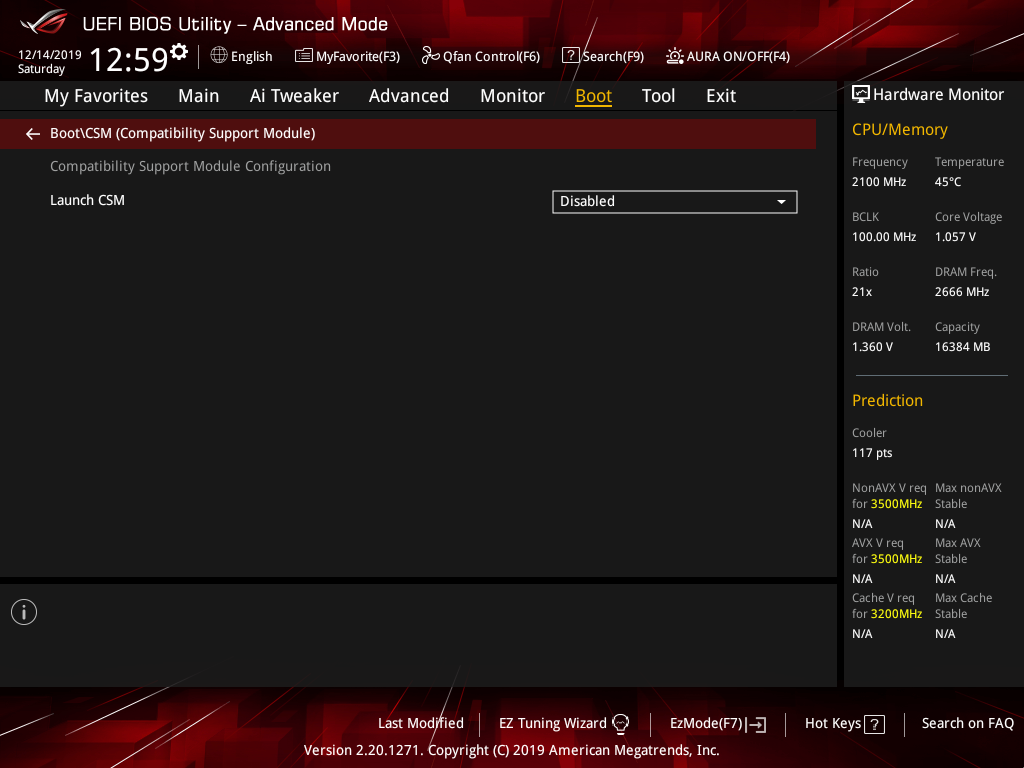 UEFI BIOS Utility – Advanced Mode
12/14/2019
Saturday
12:59
English
MyFavorite(F3)
Qfan Control(F6)
? Search(F9)
AURA ON/OFF(F4)
My Favorites Main Ai Tweaker Advanced Monitor Boot Tool Exit
Boot\CSM (Compatibility Support Module)
Compatibility Support Module Configuration
Launch CSM Disabled
i
Hardware Monitor
CPU/Memory
Frequency Temperature
2100 MHz 45°C
BCLK Core Voltage
100.00 MHz 1.057 V
Ratio DRAM Freq.
21x 2666 MHz
DRAM Volt. Capacity
1.360 V 16384 MB
Prediction
Cooler
117 pts
NonAVX V req Max nonAVX
for 3500MHz Stable
N/A N/A
AVX V req Max AVX
for 3500MHz Stable
N/A N/A
Cache V req Max Cache
for 3200MHz Stable
N/A N/A
Last Modified EZ Tuning Wizard EzMode(F7) Hot Keys ? Search on FAQ
Version 2.20.1271. Copyright (C) 2019 American Megatrends, Inc.